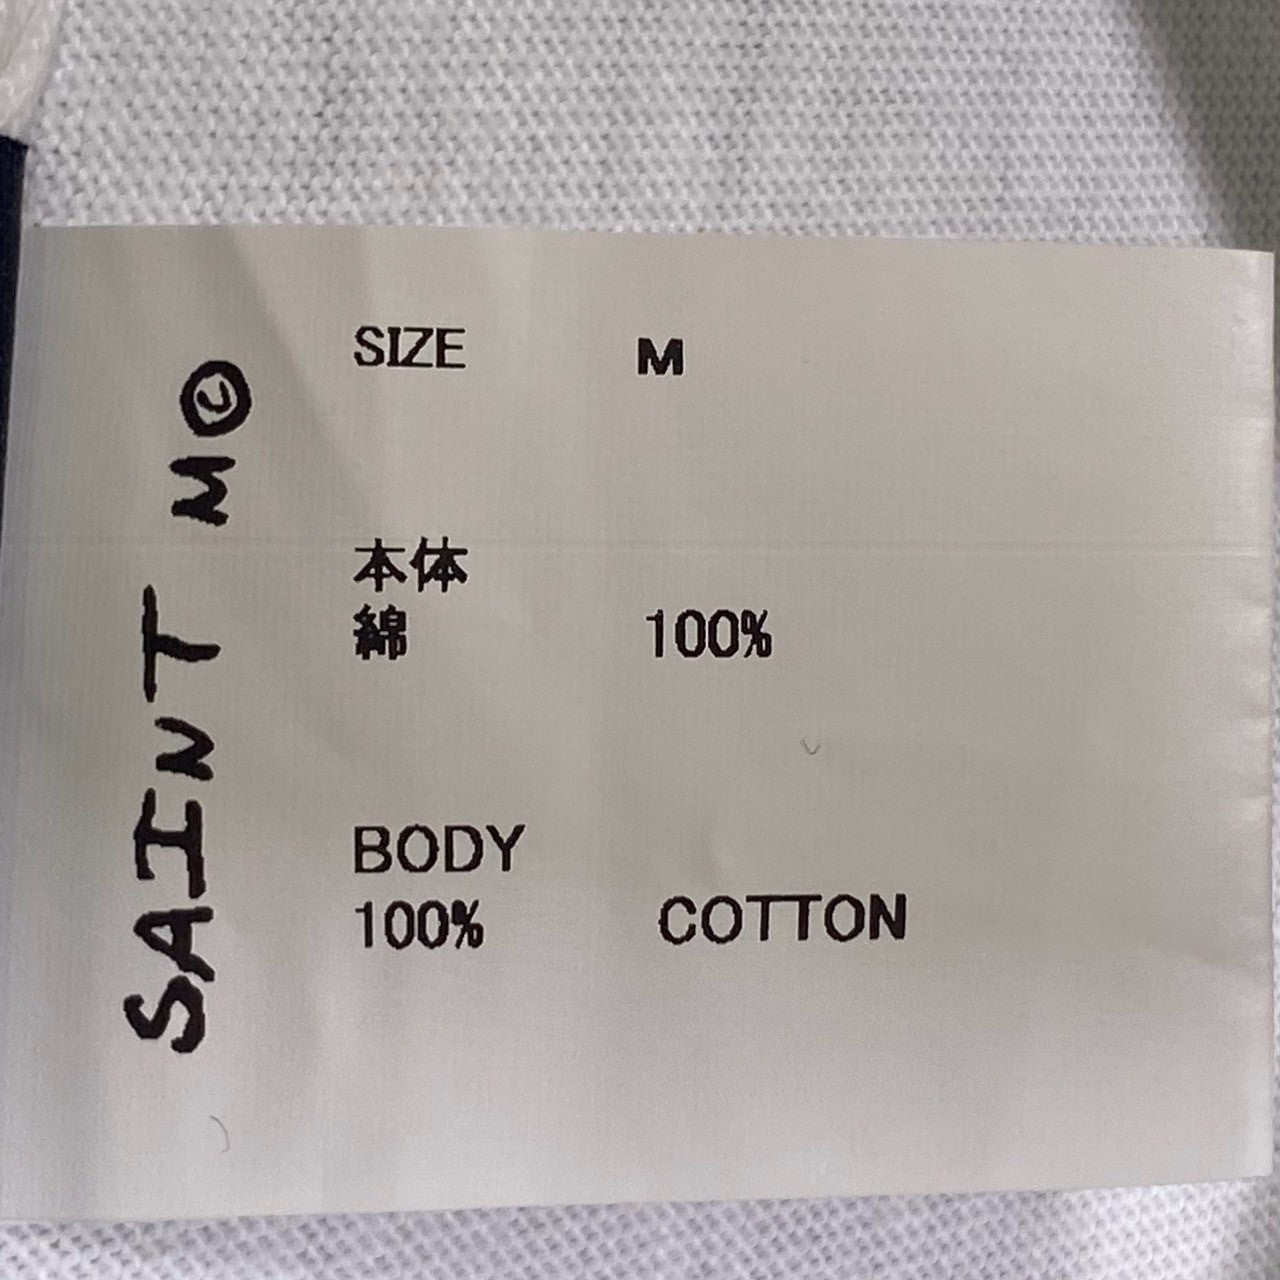 SAINT M©
SIZE M
本体
綿 100%
BODY
100% COTTON